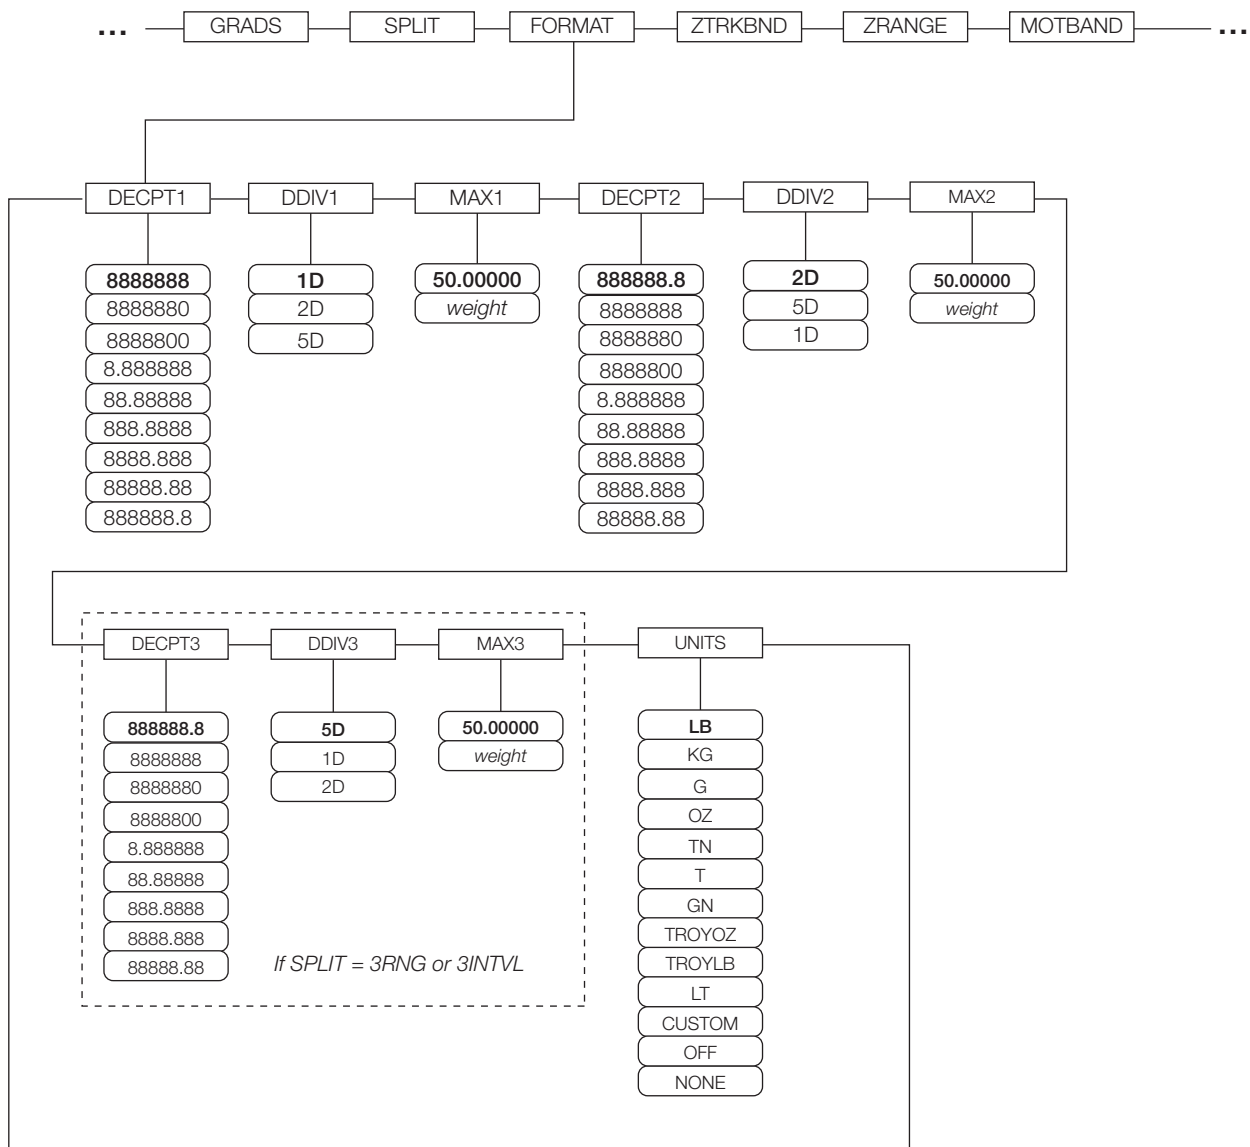 ... GRADS SPLIT FORMAT ZTRKBND ZRANGE MOTBAND ...
DECPT1 DDIV1 MAX1 DECPT2 DDIV2 MAX2
8888888 1D 50.00000 888888.8 2D 50.00000
8888880 2D weight 8888888 5D weight
8888800 5D 8888880 1D
8.888888 8888800
88.88888 8.888888
888.8888 88.88888
8888.888 888.8888
88888.88 8888.888
888888.8 88888.88
DECPT3 DDIV3 MAX3 UNITS
888888.8 5D 50.00000 LB
8888888 1D weight KG
8888880 2D G
8888800 OZ
8.888888 TN
88.88888 T
888.8888 GN
8888.888 TROYOZ
88888.88 If SPLIT = 3RNG or 3INTVL TROYLB
LT
CUSTOM
OFF
NONE